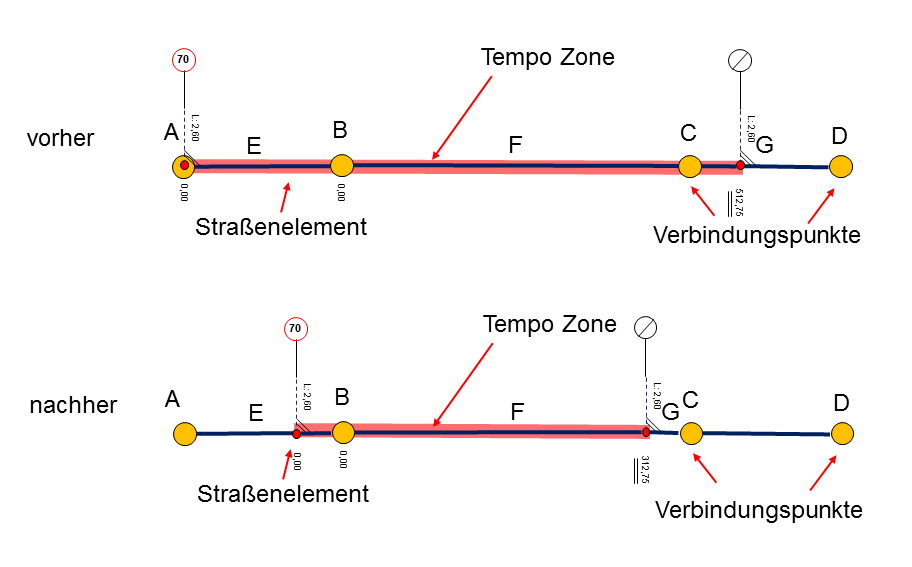 Tempo Zone
70
L: 2,60
L: 2,60
vorher
A
E
B
F
C
G
D
0,00
0,00
512,75
Straßenelement
Verbindungspunkte
Tempo Zone
70
L: 2,60
L: 2,60
nachher
A
E
B
F
G
C
D
0,00
0,00
312,75
Straßenelement
Verbindungspunkte